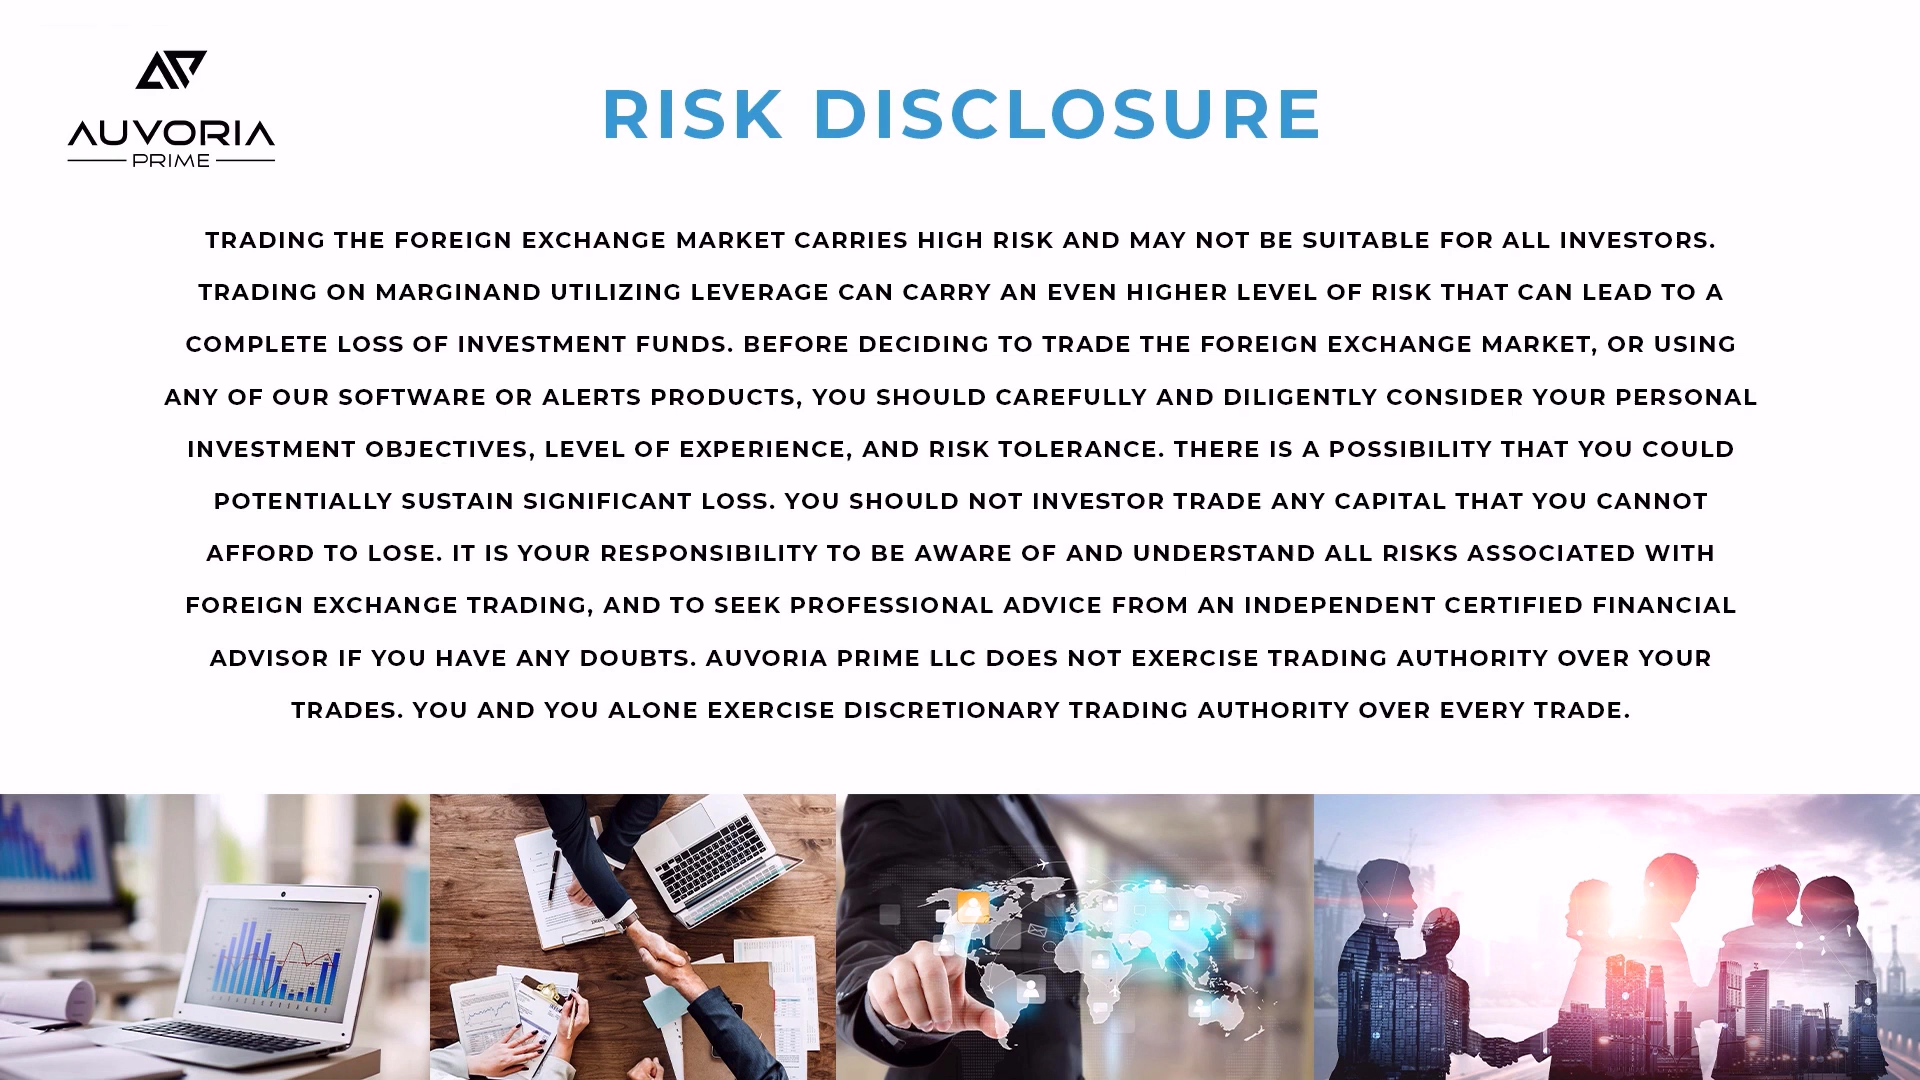 AUVORIA
PRIME
RISK DISCLOSURE
TRADING THE FOREIGN EXCHANGE MARKET CARRIES HIGH RISK AND MAY NOT BE SUITABLE FOR ALL INVESTORS.
TRADING ON MARGINAND UTILIZING LEVERAGE CAN CARRY AN EVEN HIGHER LEVEL OF RISK THAT CAN LEAD TO A
COMPLETE LOSS OF INVESTMENT FUNDS. BEFORE DECIDING TO TRADE THE FOREIGN EXCHANGE MARKET, OR USING
ANY OF OUR SOFTWARE OR ALERTS PRODUCTS, YOU SHOULD CAREFULLY AND DILIGENTLY CONSIDER YOUR PERSONAL
INVESTMENT OBJECTIVES, LEVEL OF EXPERIENCE, AND RISK TOLERANCE. THERE IS A POSSIBILITY THAT YOU COULD
POTENTIALLY SUSTAIN SIGNIFICANT LOSS. YOU SHOULD NOT INVESTOR TRADE ANY CAPITAL THAT YOU CANNOT
AFFORD TO LOSE. IT IS YOUR RESPONSIBILITY TO BE AWARE OF AND UNDERSTAND ALL RISKS ASSOCIATED WITH
FOREIGN EXCHANGE TRADING, AND TO SEEK PROFESSIONAL ADVICE FROM AN INDEPENDENT CERTIFIED FINANCIAL
ADVISOR IF YOU HAVE ANY DOUBTS. AUVORIA PRIME LLC DOES NOT EXERCISE TRADING AUTHORITY OVER YOUR
TRADES. YOU AND YOU ALONE EXERCISE DISCRETIONARY TRADING AUTHORITY OVER EVERY TRADE.